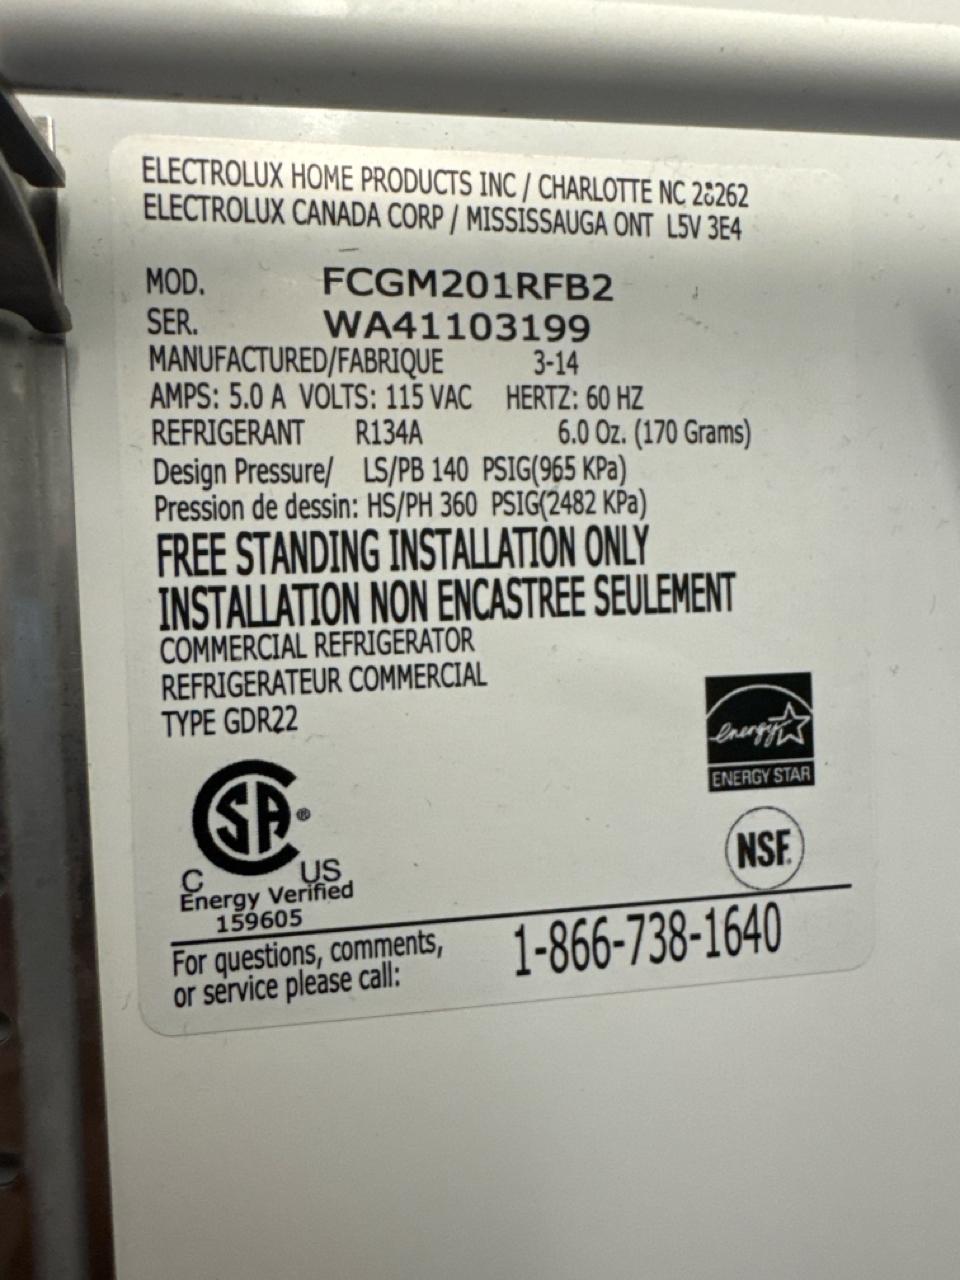 ELECTROLUX HOME PRODUCTS INC / CHARLOTTE NC 28262
ELECTROLUX CANADA CORP / MISSISSAUGA ONT L5V 3E4
MOD. FCGM201RFB2
SER. WA41103199
MANUFACTURED/FABRIQUE 3-14
AMPS: 5.0 A VOLTS: 115 VAC HERTZ: 60 HZ
REFRIGERANT R134A 6.0 Oz. (170 Grams)
Design Pressure/ LS/PB 140 PSIG(965 KPa)
Pression de dessin: HS/PH 360 PSIG(2482 KPa)
FREE STANDING INSTALLATION ONLY
INSTALLATION NON ENCASTREE SEULEMENT
COMMERCIAL REFRIGERATOR
REFRIGERATEUR COMMERCIAL
TYPE GDR22
energy
ENERGY STAR
SA®
C US
NSF.
Energy Verified
159605
For questions, comments,
or service please call:
1-866-738-1640